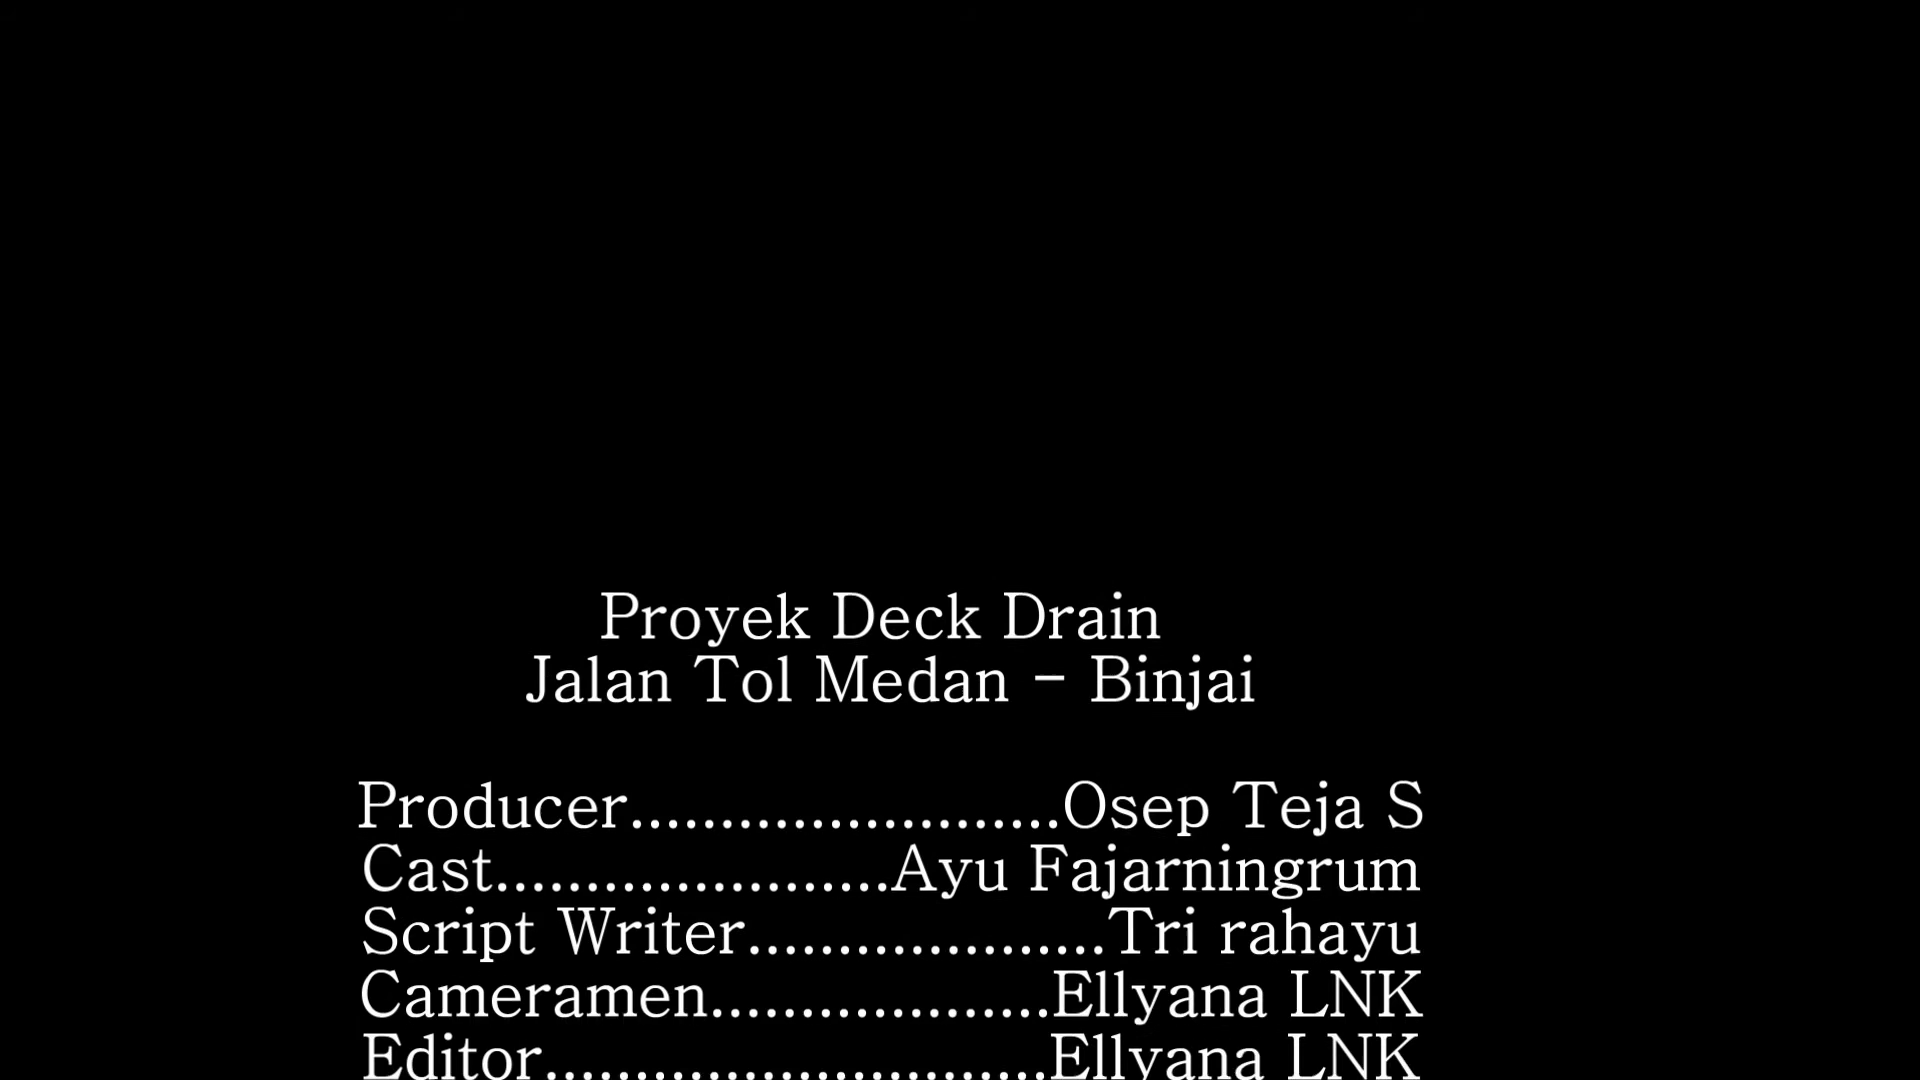 Proyek Deck Drain
Jalan Tol Medan - Binjai
Producer........................Osep Teja S
Cast......................Ayu Fajarningrum
Script Writer....................Tri rahayu
Cameramen...................Ellyana LNK
Editor............................Ellyana LNK